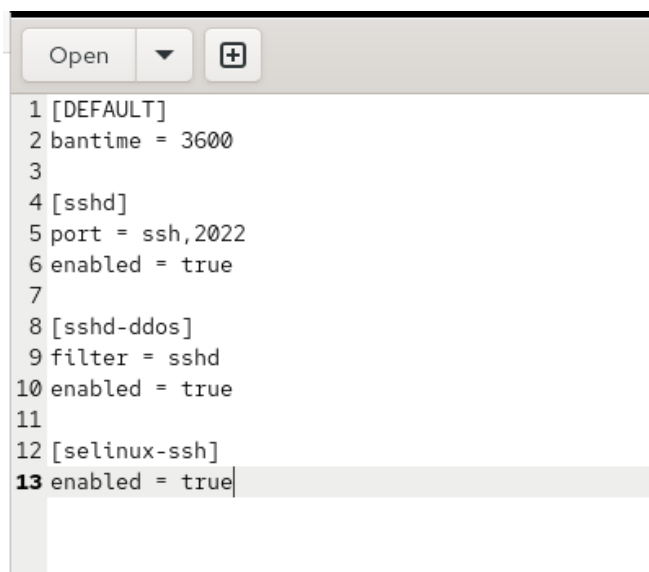 Open
1 [DEFAULT]
2 bantime = 3600
3
4 [sshd]
5 port = ssh,2022
6 enabled = true
7
8 [sshd-ddos]
9 filter = sshd
10 enabled = true
11
12 [selinux-ssh]
13 enabled = true